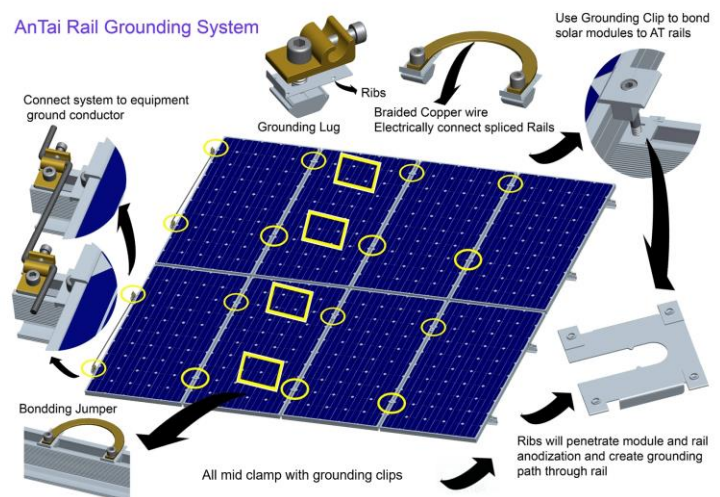 AnTai Rail Grounding System
Use Grounding Clip to bond
solar modules to AT rails
Ribs
Grounding Lug
Braided Copper wire
Electrically connect spliced Rails
Connect system to equipment
ground conductor
Bondding Jumper
All mid clamp with grounding clips
Ribs will penetrate module and rail
anodization and create grounding
path through rail